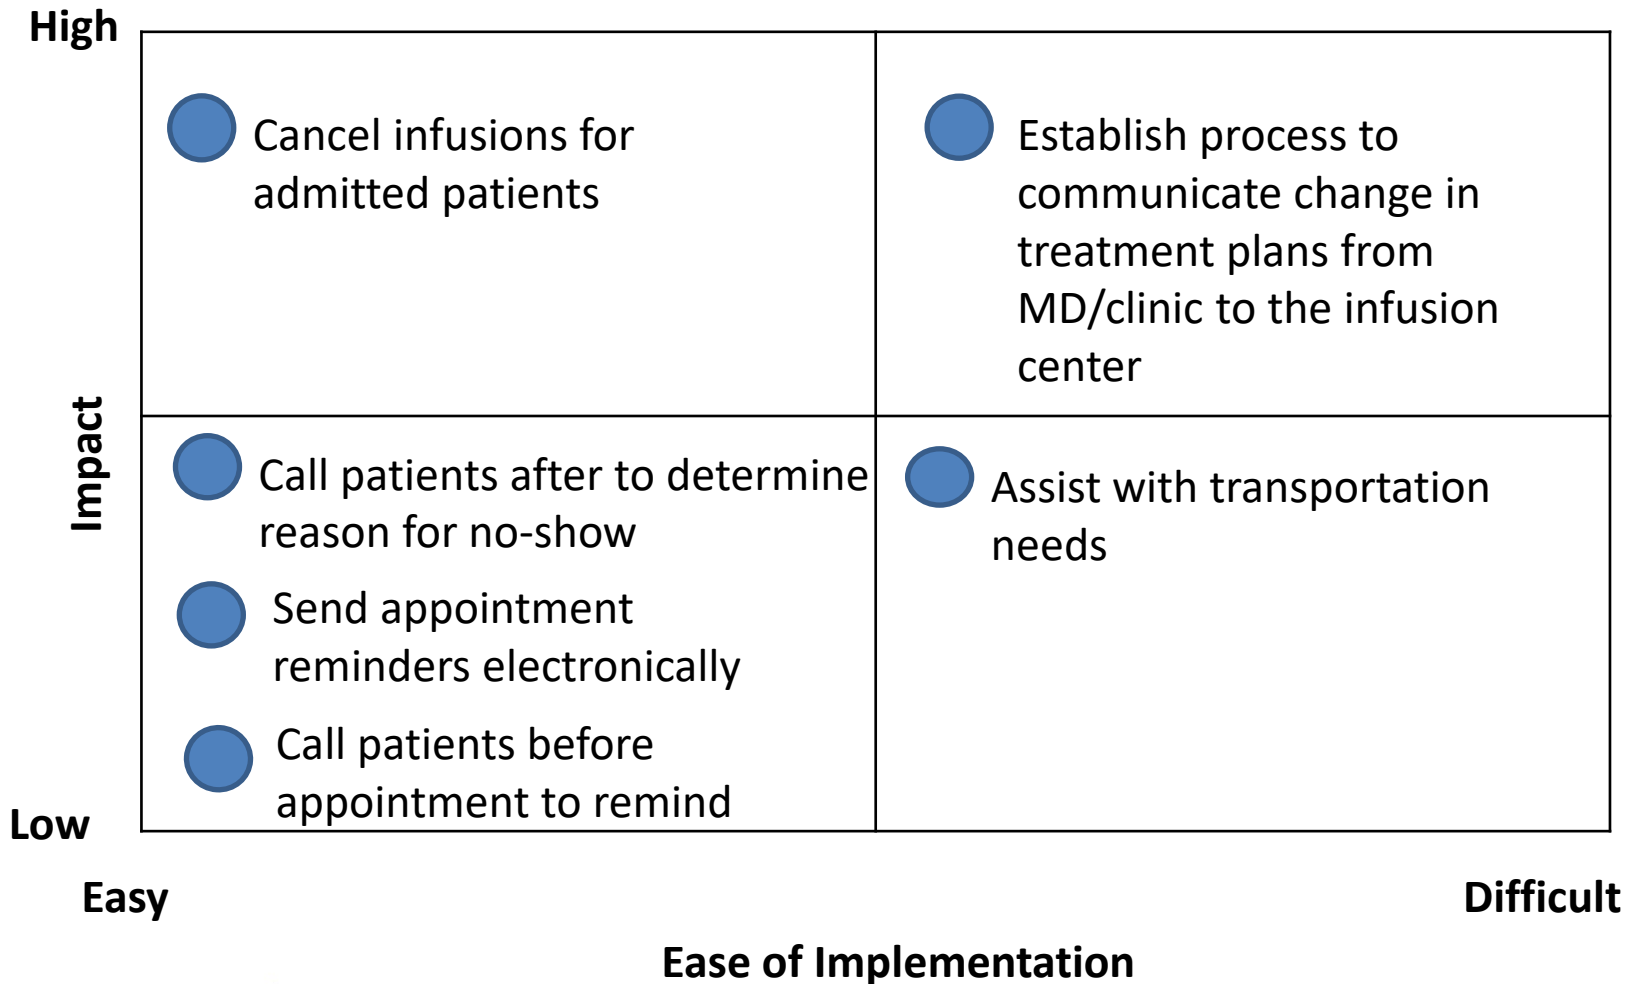 High
Cancel infusions for
admitted patients
Establish process to
communicate change in
treatment plans from
MD/clinic to the infusion
center
Impact
Call patients after to determine
reason for no-show
Send appointment
reminders electronically
Call patients before
appointment to remind
Assist with transportation
needs
Low
Easy
Difficult
Ease of Implementation